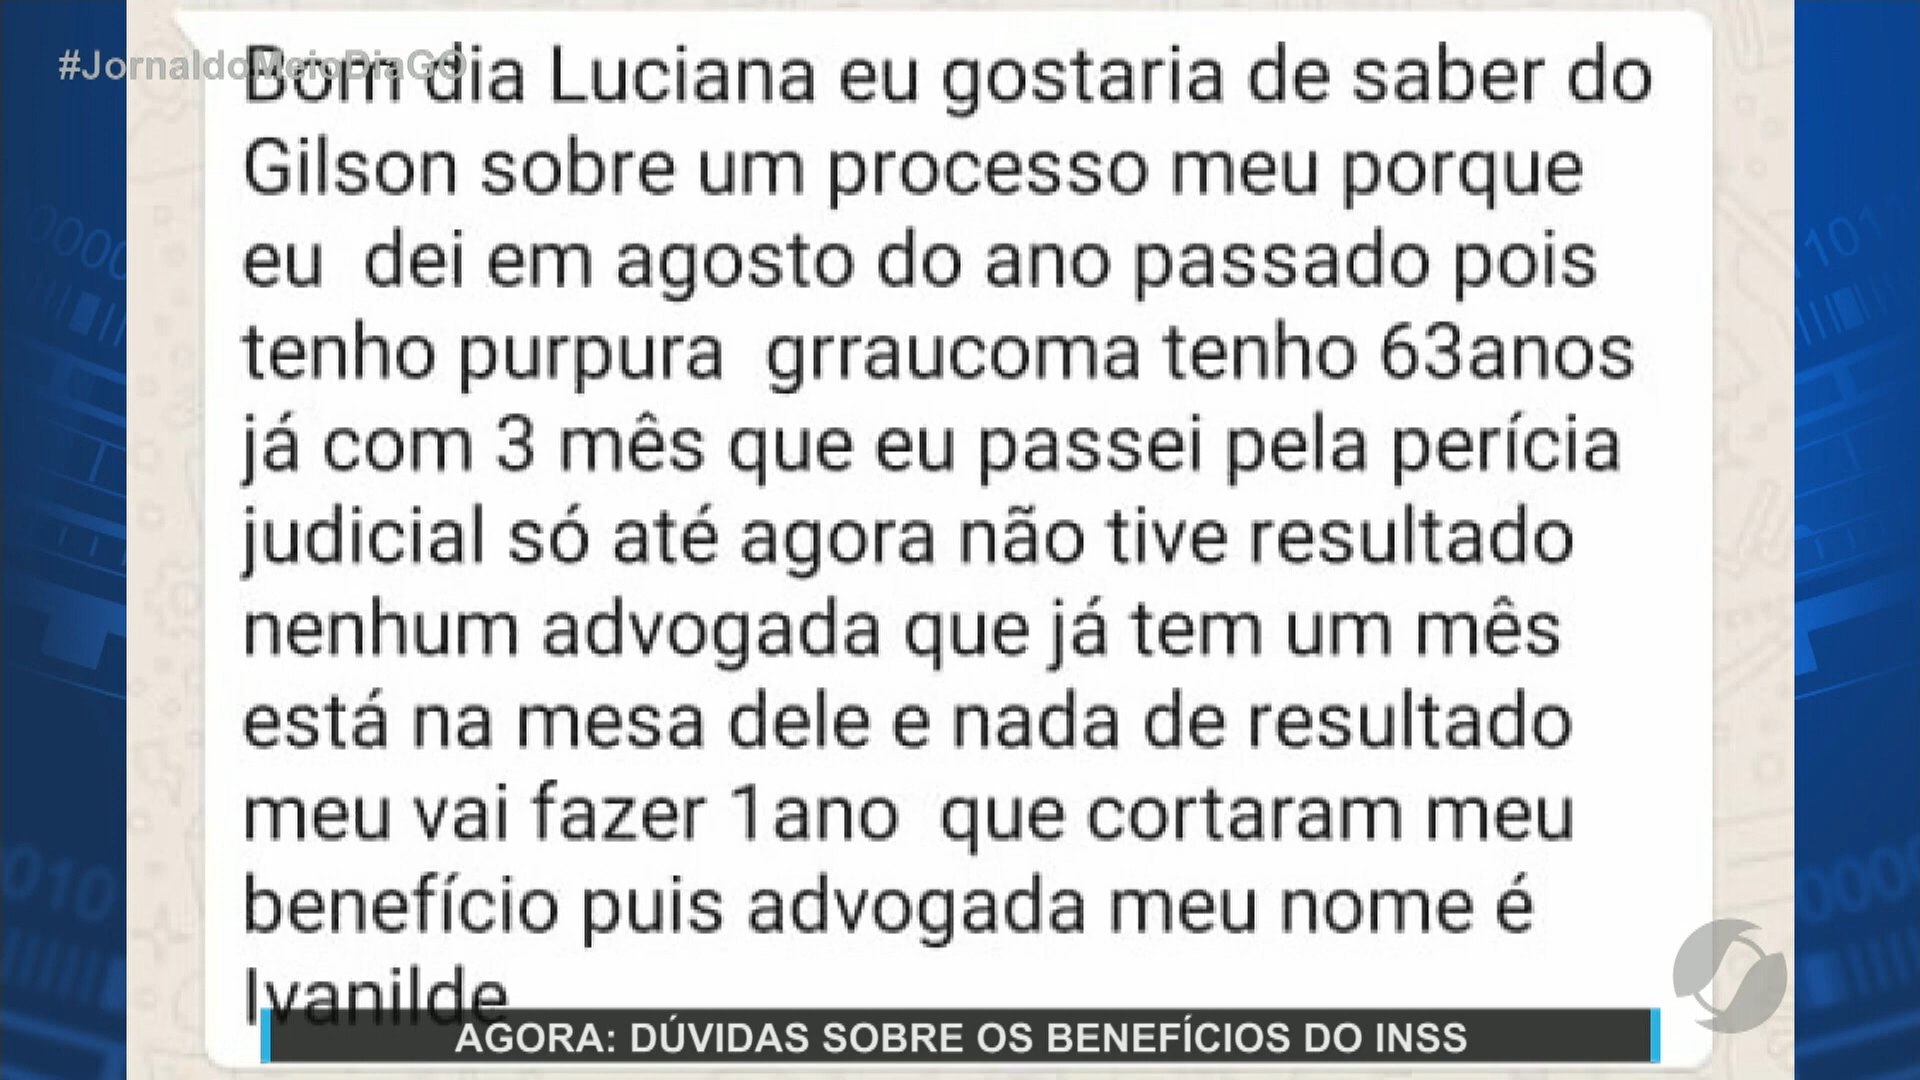 #JornaldoMeioDiaGO
Bom dia Luciana eu gostaria de saber do
Gilson sobre um processo meu porque
eu  dei em agosto do ano passado pois
tenho purpura  grraucoma tenho 63anos
já com 3 mês que eu passei pela perícia
judicial só até agora não tive resultado
nenhum advogada que já tem um mês
está na mesa dele e nada de resultado
meu vai fazer 1ano  que cortaram meu
benefício puis advogada meu nome é
Ivanilde
AGORA: DÚVIDAS SOBRE OS BENEFÍCIOS DO INSS